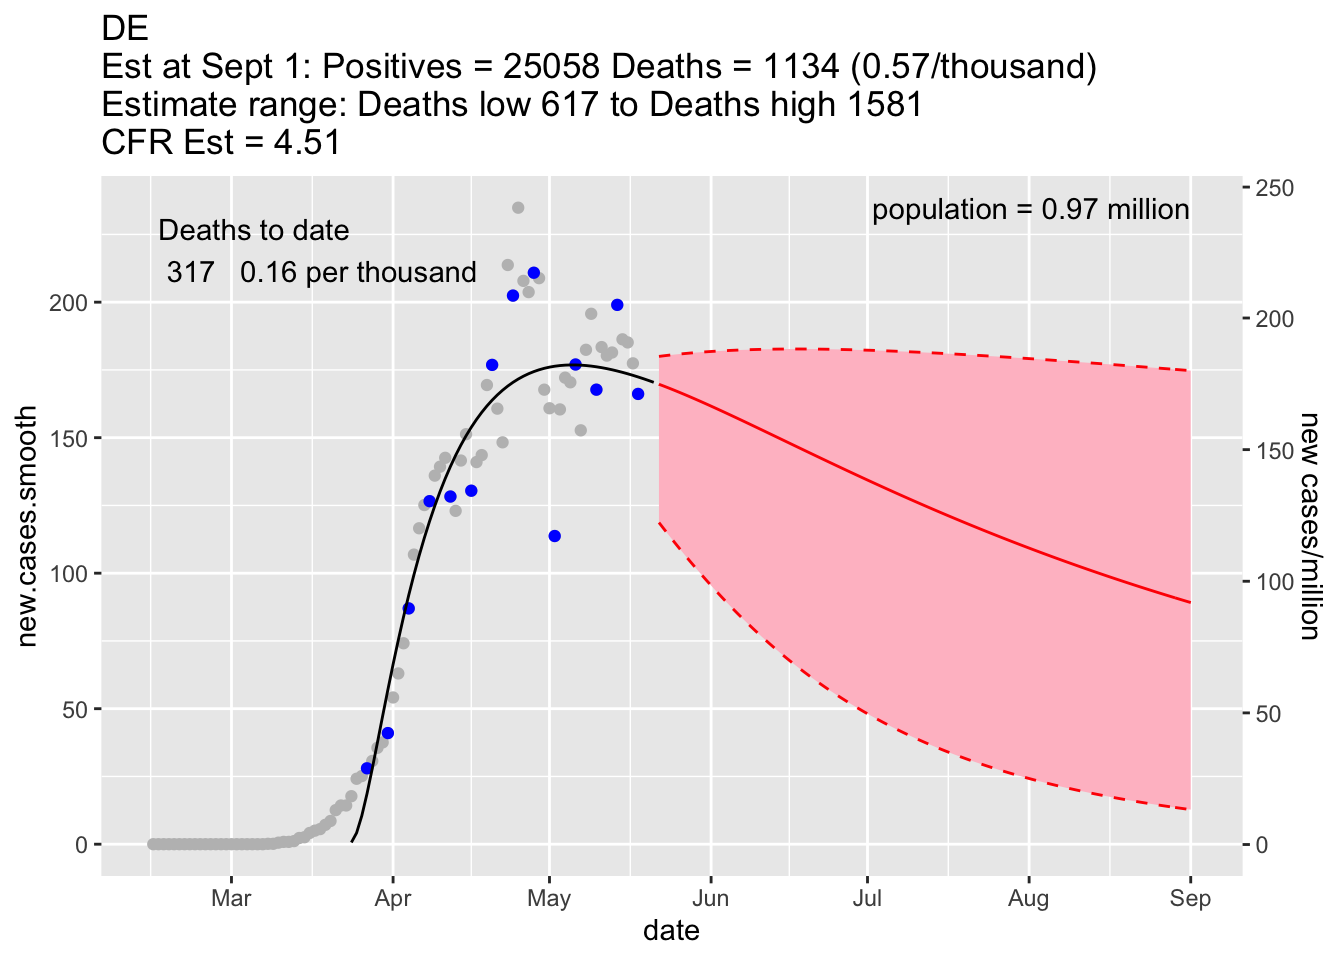 DE
Est at Sept 1: Positives = 25058 Deaths = 1134 (0.57/thousand)
Estimate range: Deaths low 617 to Deaths high 1581
CFR Est = 4.51
Deaths to date
317 0.16 per thousand
population = 0.97 million
new.cases.smooth
200
150
100
50
0
250
200
150
100
50
0
new cases/million
Mar Apr May Jun Jul Aug Sep
date